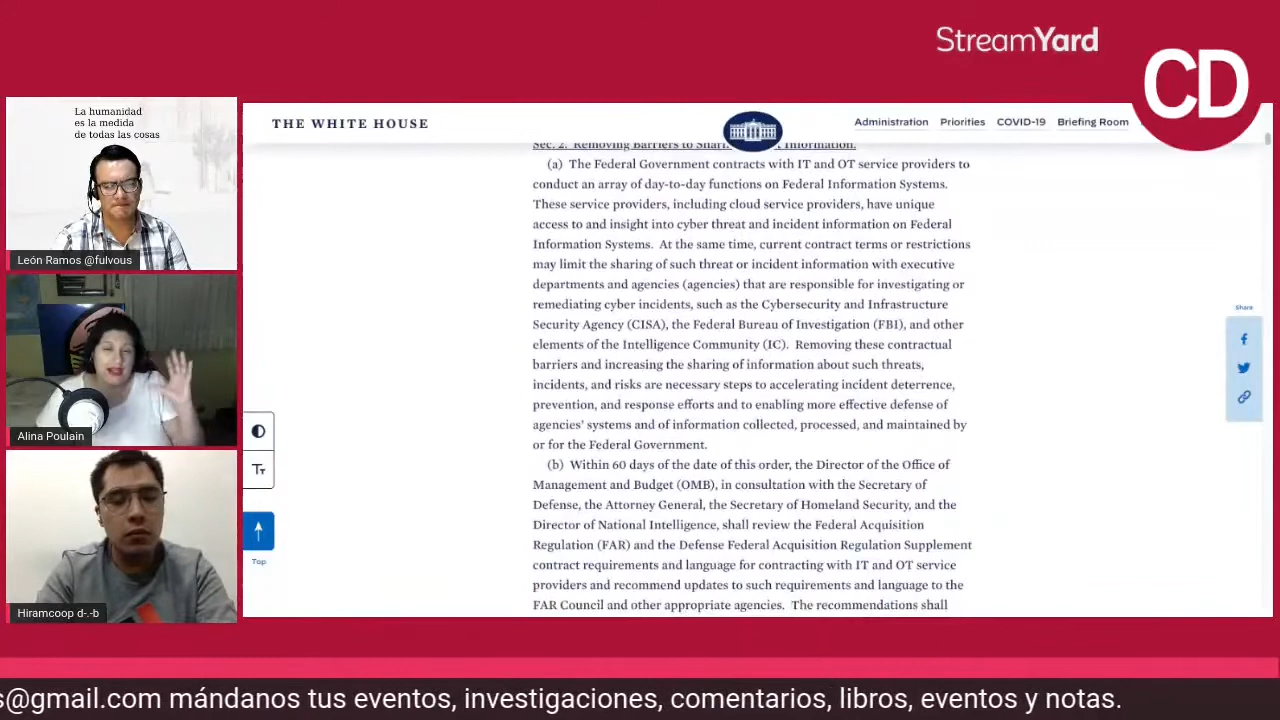 StreamYard
CD
La humanidad
es la medida
de todas las cosas
León Ramos @fulvous
Alina Poulain
Hiramcoop d-.-b
THE WHITE HOUSE
Administration Priorities COVID-19 Briefing Room
Sec. 2. Removing Barriers to Information.
(a) The Federal Government contracts with IT and OT service providers to
conduct an array of day-to-day functions on Federal Information Systems.
These service providers, including cloud service providers, have unique
access to and insight into cyber threat and incident information on Federal
Information Systems. At the same time, current contract terms or restrictions
may limit the sharing of such threat or incident information with executive
departments and agencies (agencies) that are responsible for investigating or
remediating cyber incidents, such as the Cybersecurity and Infrastructure
Security Agency (CISA), the Federal Bureau of Investigation (FBI), and other
elements of the Intelligence Community (IC). Removing these contractual
barriers and increasing the sharing of information about such threats,
incidents, and risks are necessary steps to accelerating incident deterrence,
prevention, and response efforts and to enabling more effective defense of
agencies' systems and of information collected, processed, and maintained by
or for the Federal Government.
(b) Within 60 days of the date of this order, the Director of the Office of
Management and Budget (OMB), in consultation with the Secretary of
Defense, the Attorney General, the Secretary of Homeland Security, and the
Director of National Intelligence, shall review the Federal Acquisition
Regulation (FAR) and the Defense Federal Acquisition Regulation Supplement
contract requirements and language for contracting with IT and OT service
providers and recommend updates to such requirements and language to the
FAR Council and other appropriate agencies. The recommendations shall
Tт
Top
Share
s@gmail.com mándanos tus eventos, investigaciones, comentarios, libros, eventos y notas.